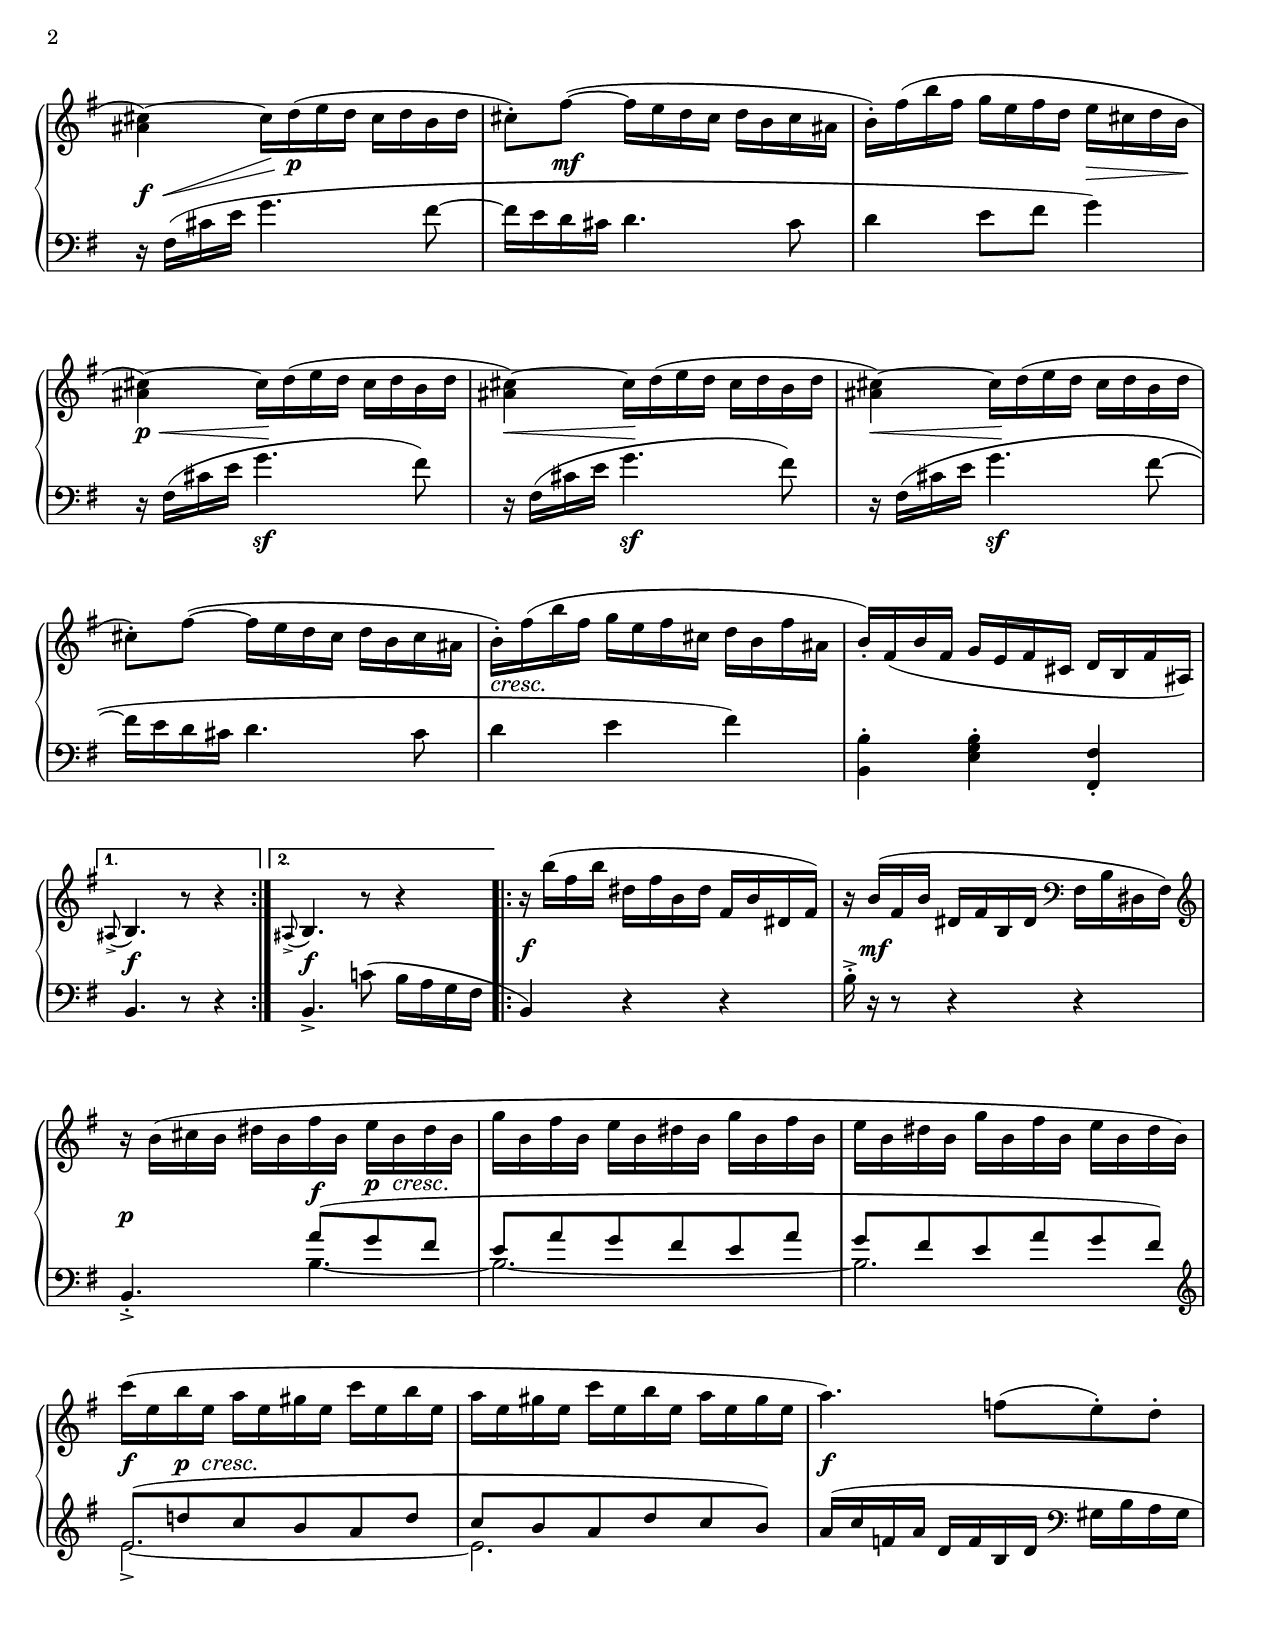 2
f p mf
p sf sf sf
cresc.
1. 2.
f f f mf
p f p cresc.
f p cresc. f